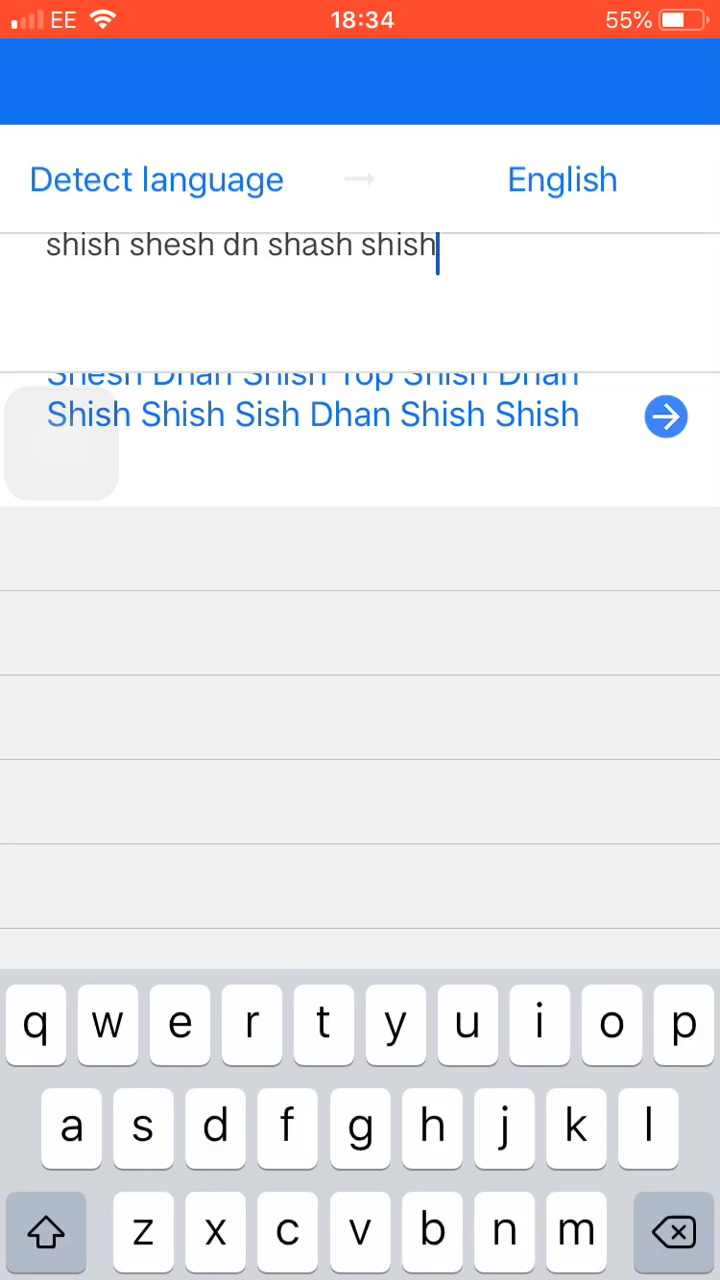 EE 18:34 55%
Detect language → English
shish shesh dn shash shish
Shesh Dhan Shish Top Shish Dhan
Shish Shish Sish Dhan Shish Shish
q w e r t y u i o p
a s d f g h j k l
z x c v b n m